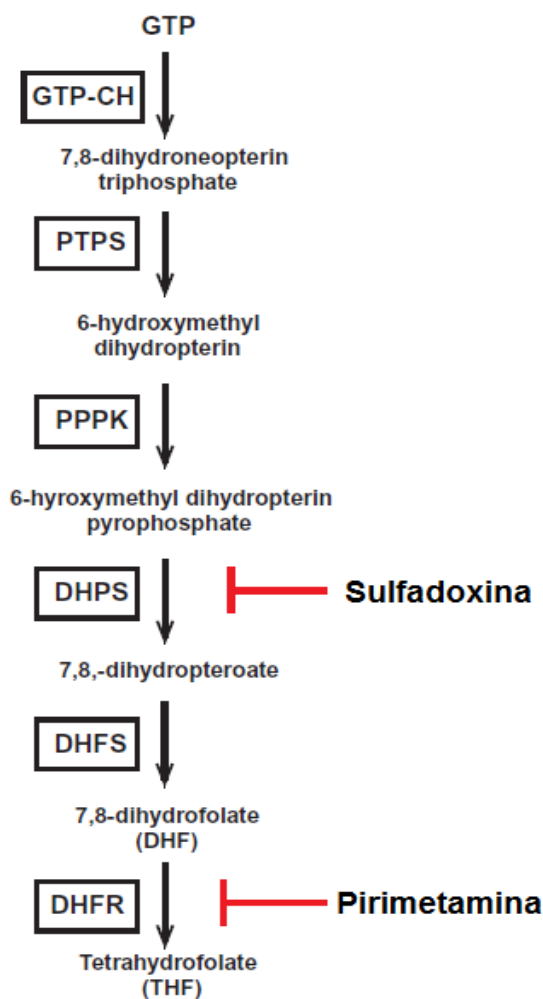 GTP
GTP-CH
7,8-dihydroneopterin
triphosphate
PTPS
6-hydroxymethyl
dihydropterin
PPPK
6-hyroxymethyl dihydropterin
pyrophosphate
DHPS
Sulfadoxina
7,8,-dihydropteroate
DHFS
7,8-dihydrofolate
(DHF)
DHFR
Pirimetamina
Tetrahydrofolate
(THF)